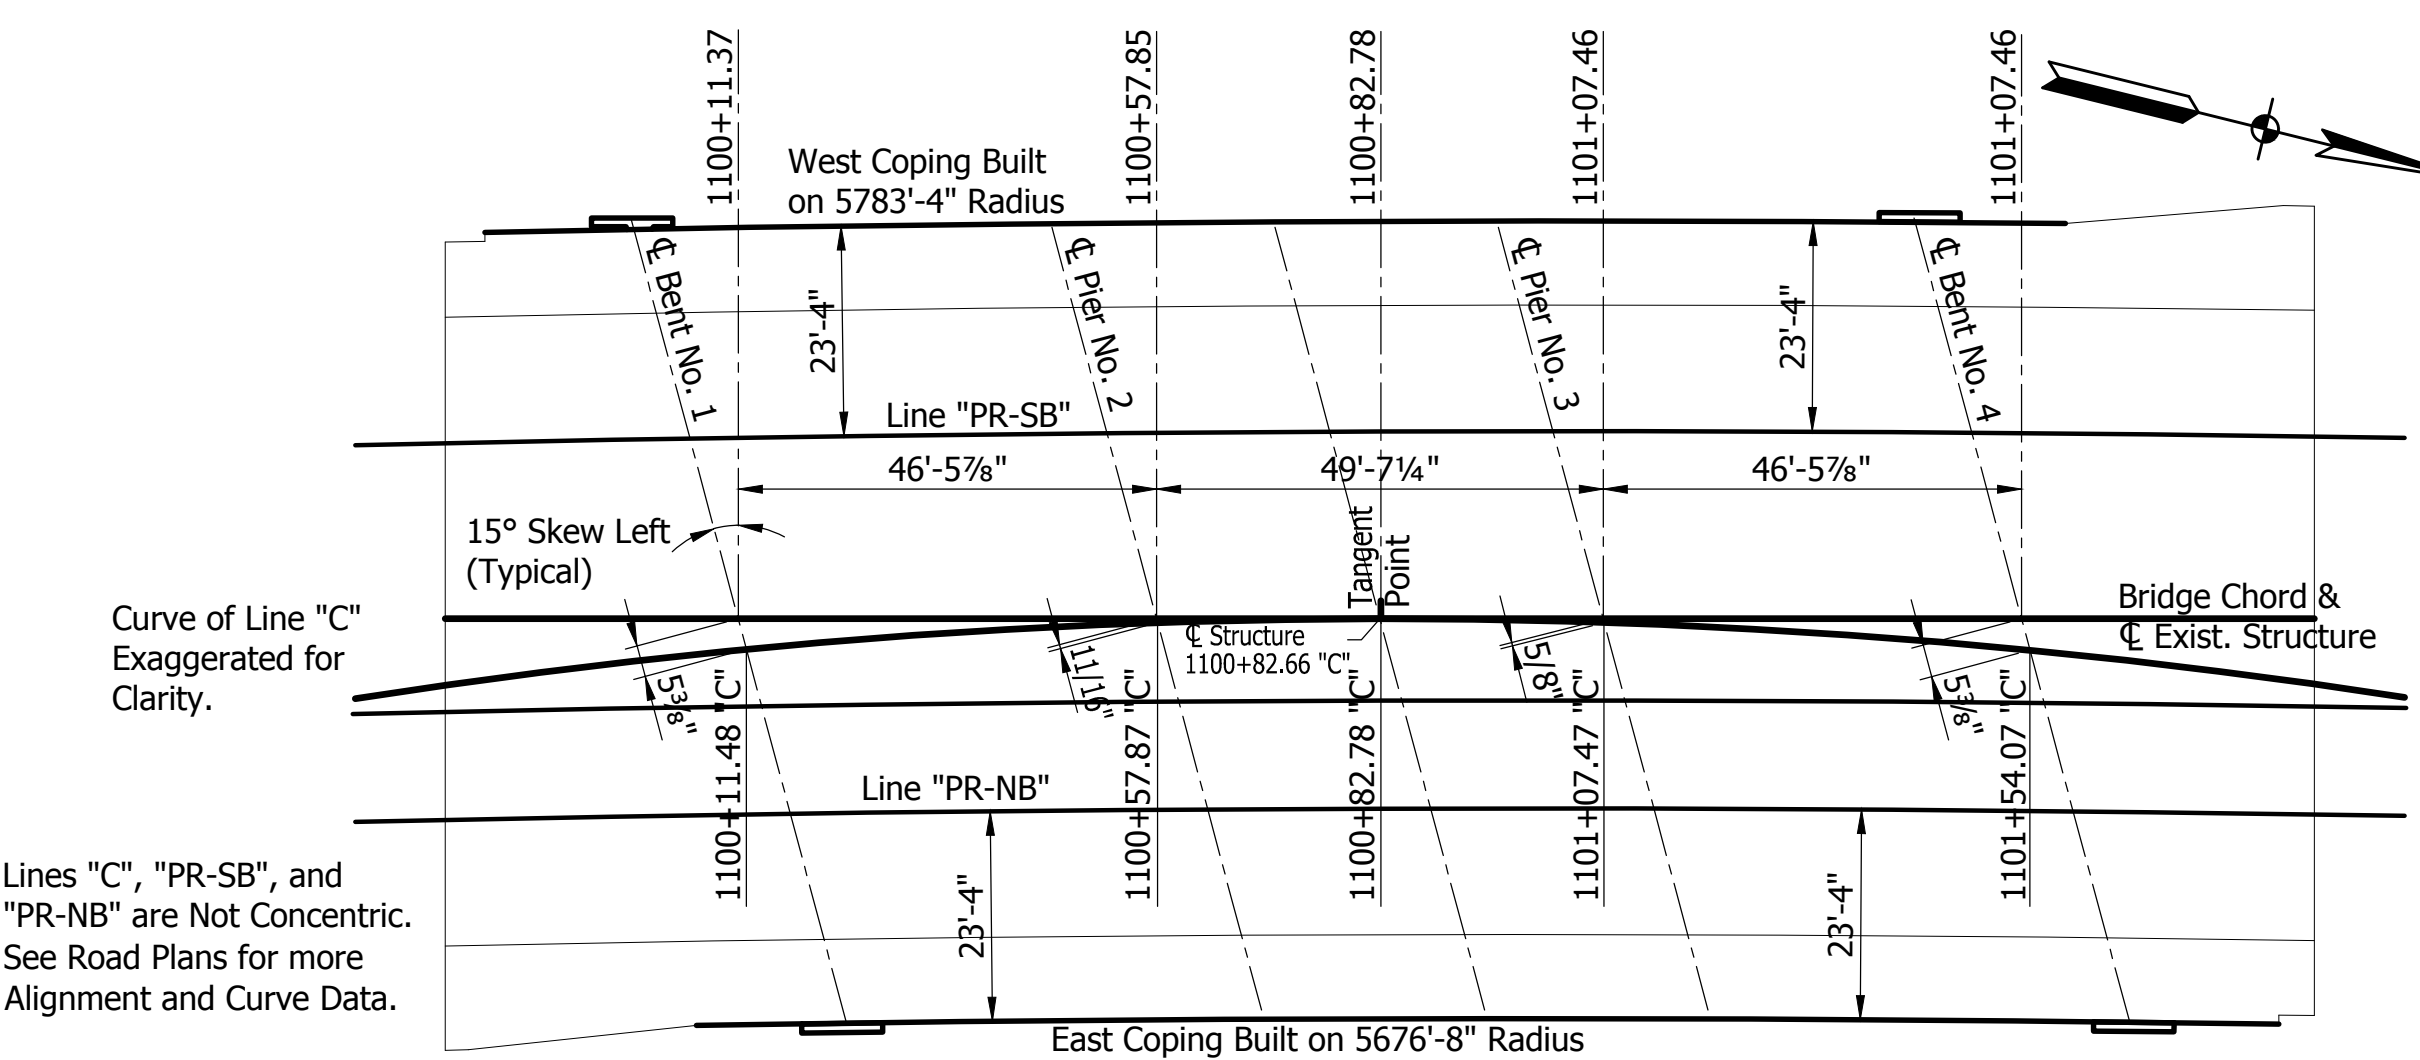 1100+11.37
1100+57.85
1100+82.78
1101+07.46
1101+07.46
West Coping Built
on 5783'-4" Radius
℄ Bent No. 1
℄ Pier No. 2
℄ Pier No. 3
℄ Bent No. 4
23'-4"
23'-4"
Line "PR-SB"
46'-5⅞"
49'-7¼"
46'-5⅞"
15° Skew Left
(Typical)
Tangent
Point
Curve of Line "C"
Exaggerated for
Clarity.
Bridge Chord &
℄ Exist. Structure
℄ Structure
1100+82.66 "C"
5⅜"
11/16"
5/8"
5⅜"
1100+11.48 "C"
1100+57.87 "C"
1100+82.78 "C"
1101+07.47 "C"
1101+54.07 "C"
Line "PR-NB"
23'-4"
23'-4"
Lines "C", "PR-SB", and
"PR-NB" are Not Concentric.
See Road Plans for more
Alignment and Curve Data.
East Coping Built on 5676'-8" Radius